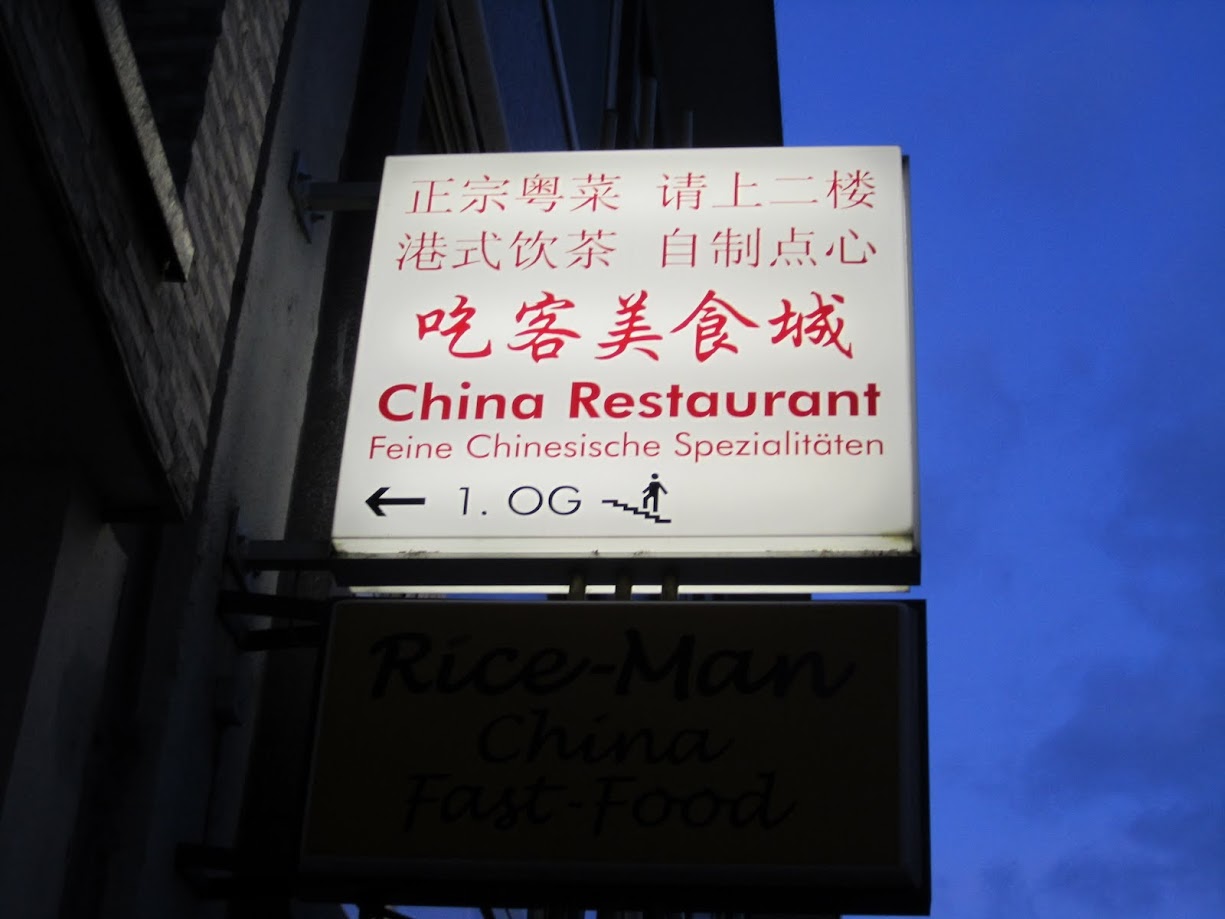 正宗粤菜 请上二楼
港式饮茶 自制点心
吃客美食城
China Restaurant
Feine Chinesische Spezialitäten
← 1. OG
Rice-Man
China
Fast-Food